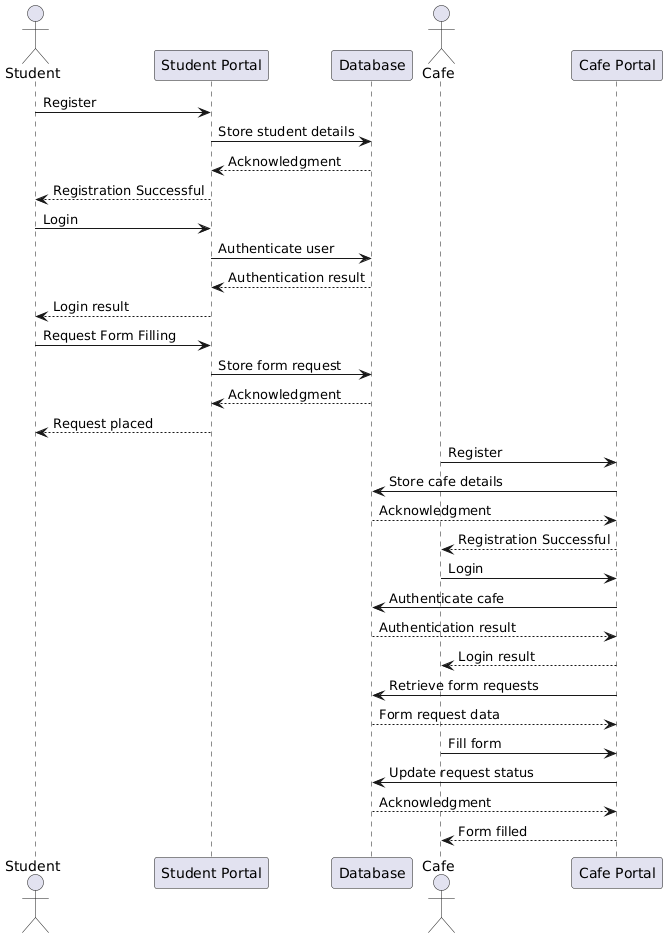 Student
Student Portal
Database
Cafe
Cafe Portal
Register
Store student details
Acknowledgment
Registration Successful
Login
Authenticate user
Authentication result
Login result
Request Form Filling
Store form request
Acknowledgment
Request placed
Register
Store cafe details
Acknowledgment
Registration Successful
Login
Authenticate cafe
Authentication result
Login result
Retrieve form requests
Form request data
Fill form
Update request status
Acknowledgment
Form filled
Student
Student Portal
Database
Cafe
Cafe Portal